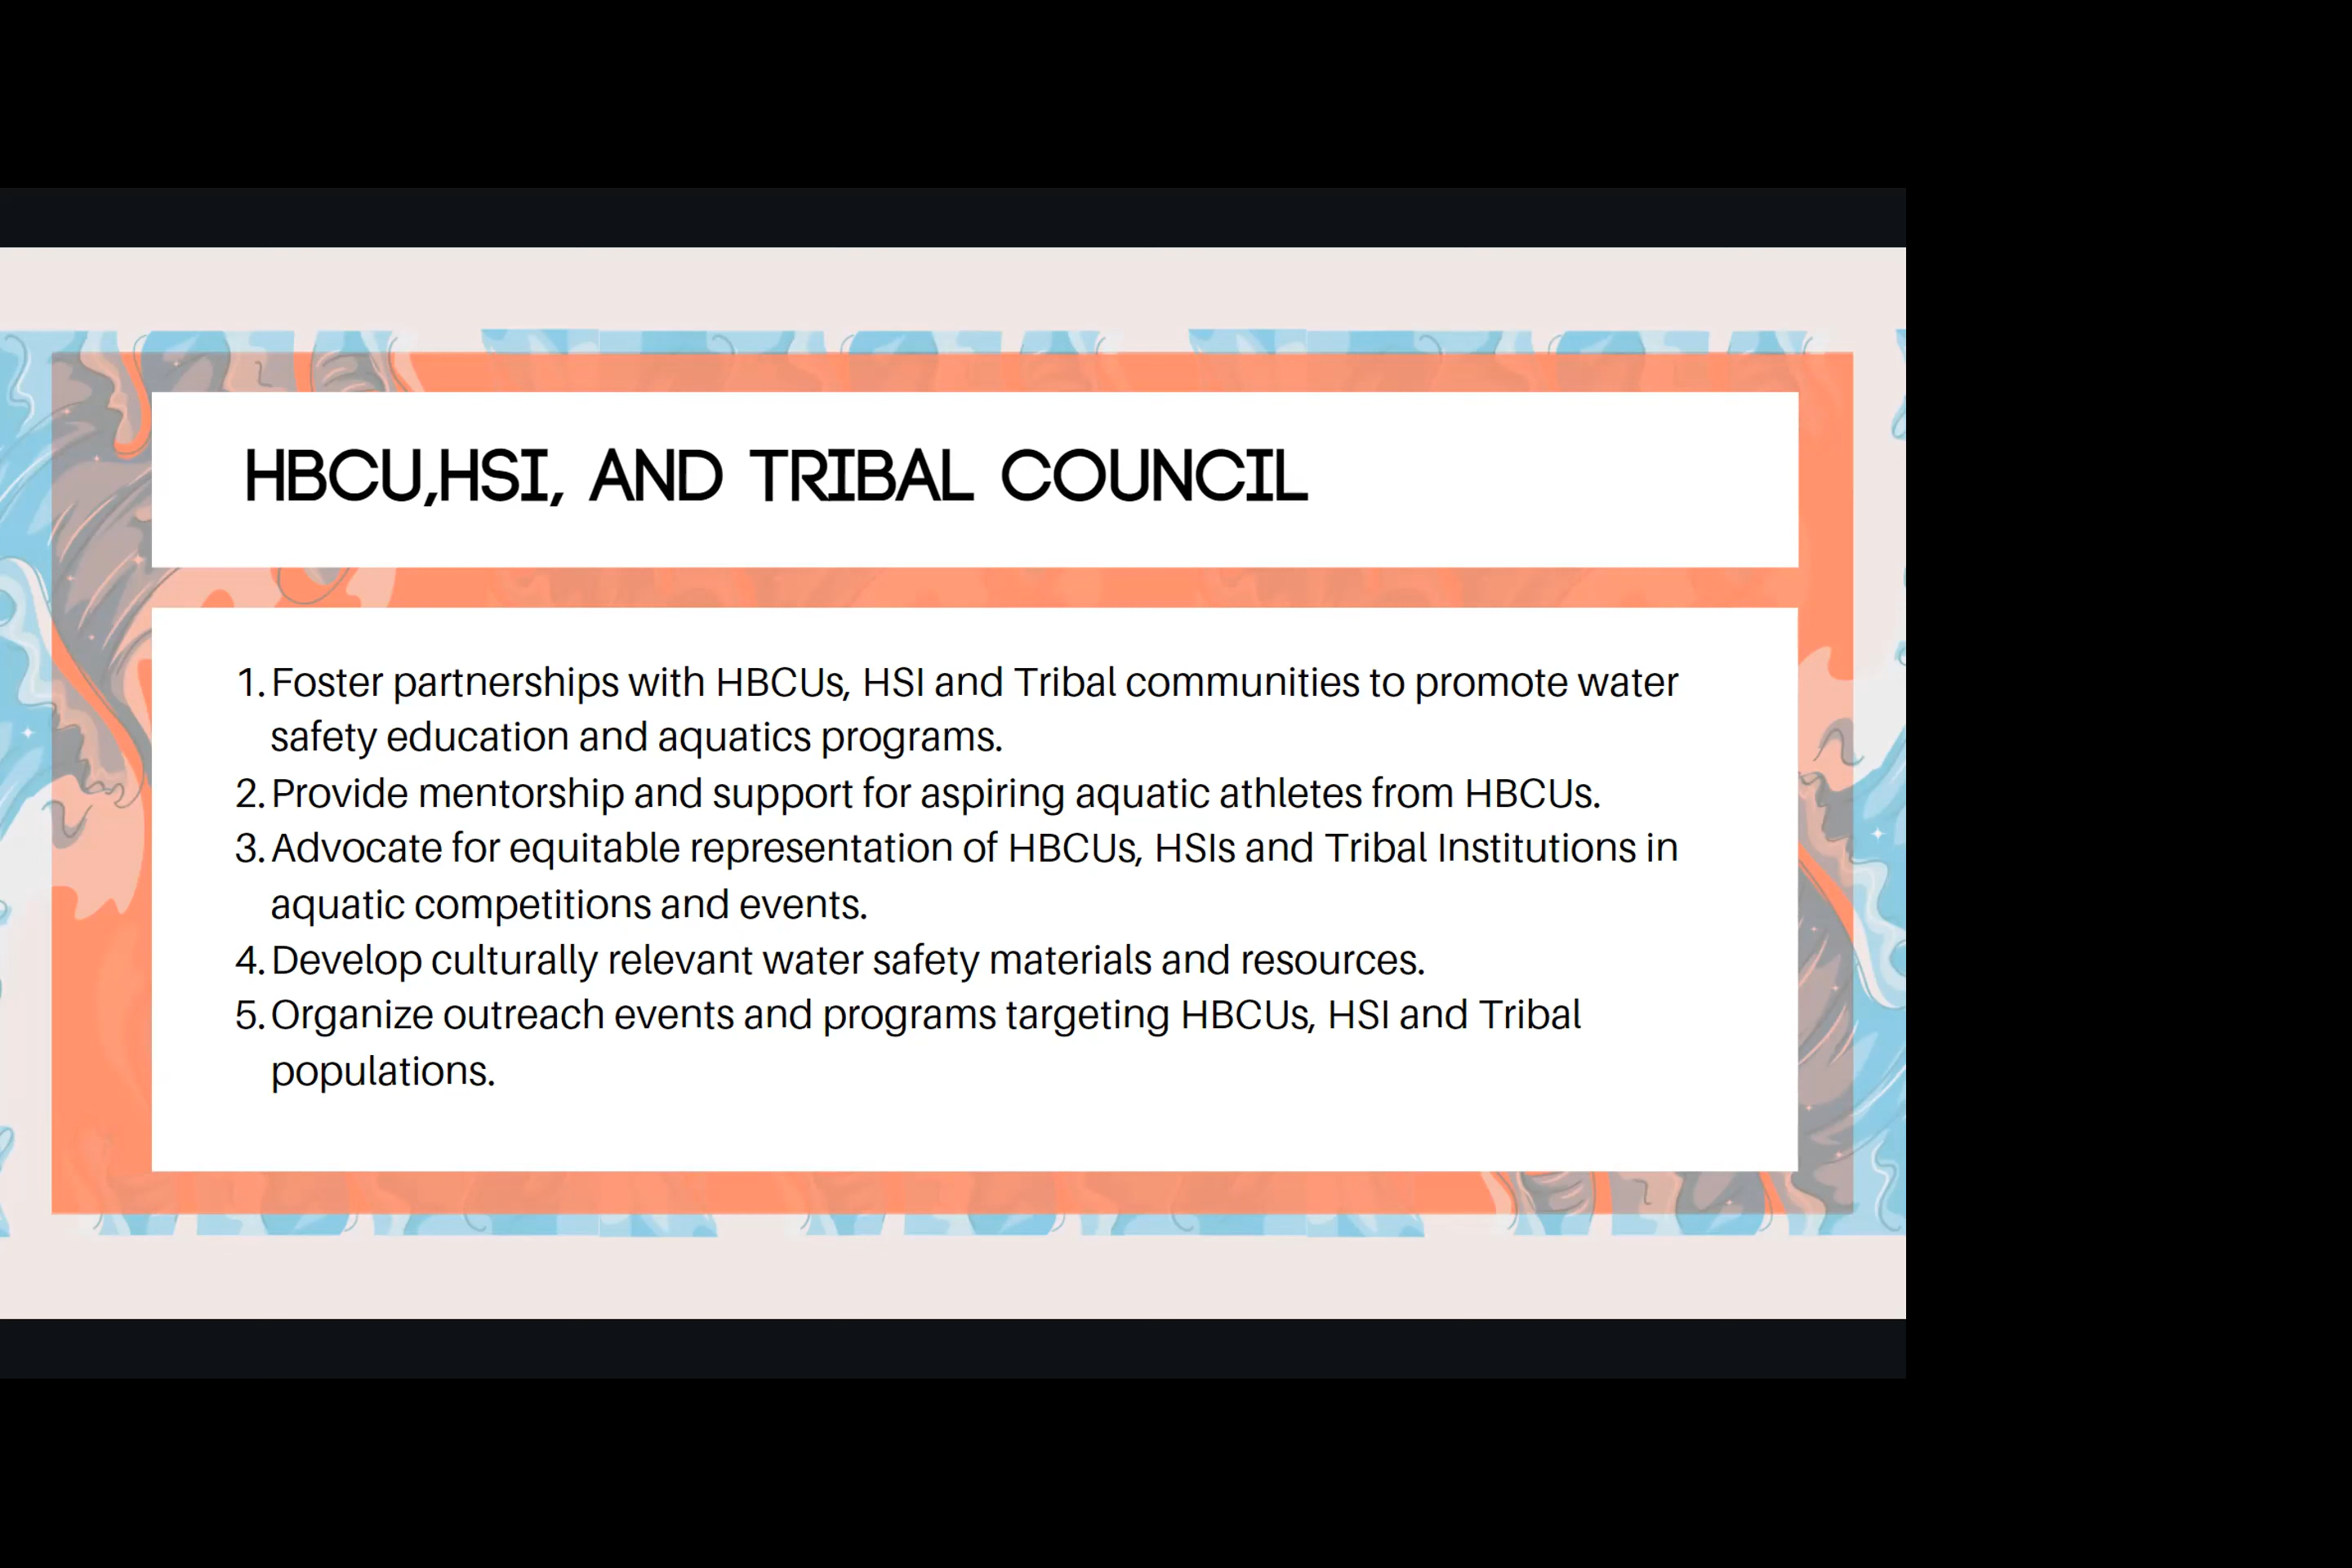 HBCU,HSI, AND TRIBAL COUNCIL
1. Foster partnerships with HBCUs, HSI and Tribal communities to promote water
safety education and aquatics programs.
2. Provide mentorship and support for aspiring aquatic athletes from HBCUs.
3. Advocate for equitable representation of HBCUs, HSIs and Tribal Institutions in
aquatic competitions and events.
4. Develop culturally relevant water safety materials and resources.
5. Organize outreach events and programs targeting HBCUs, HSI and Tribal
populations.